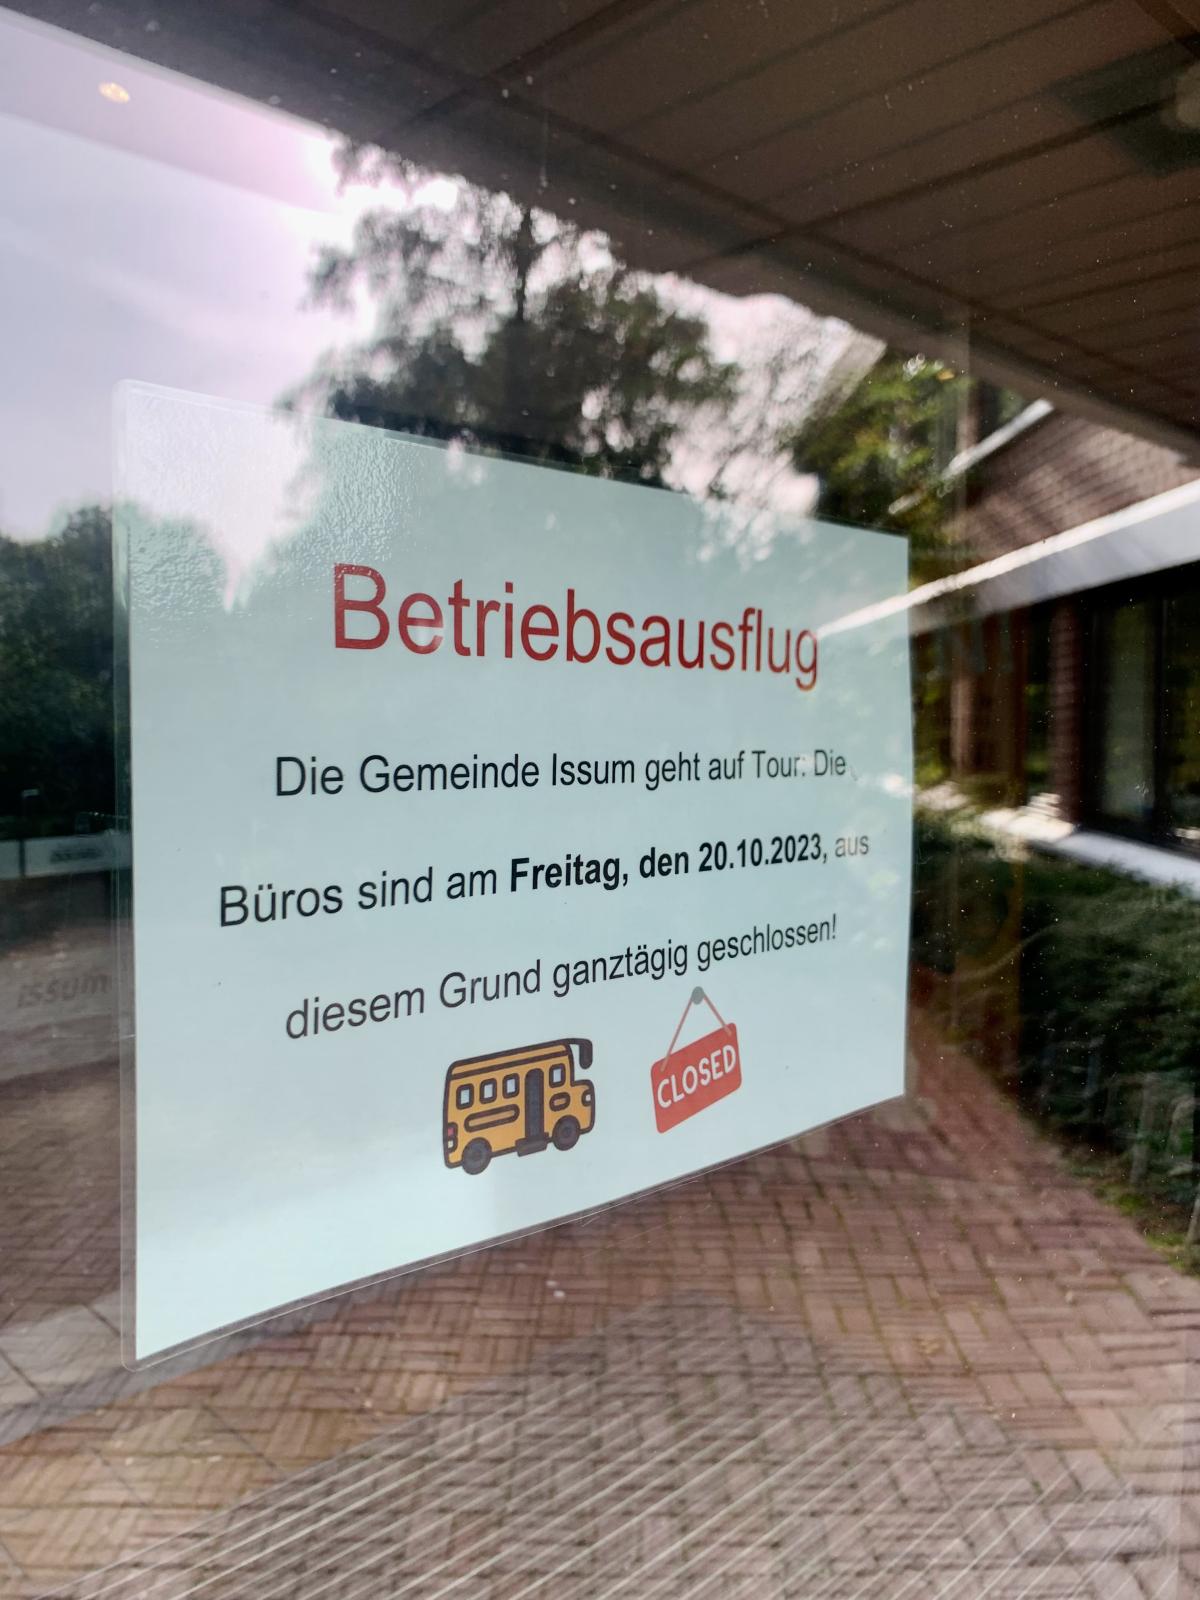 Betriebsausflug
Die Gemeinde Issum geht auf Tour: Die
Büros sind am Freitag, den 20.10.2023, aus
diesem Grund ganztägig geschlossen!
CLOSED
issum